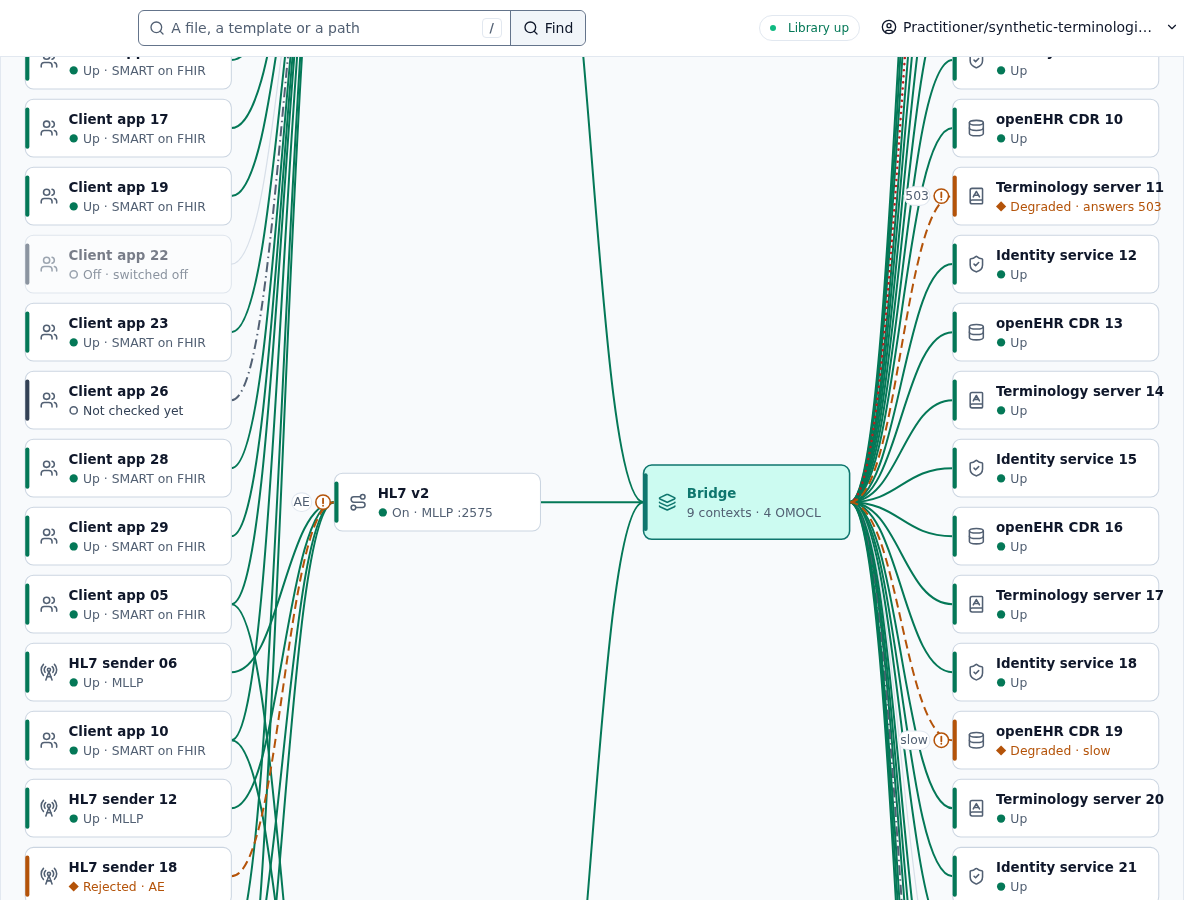 A file, a template or a path
/
Find
Library up
Practitioner/synthetic-terminologi…
Up · SMART on FHIR
Client app 17
Up · SMART on FHIR
Client app 19
Up · SMART on FHIR
Client app 22
Off · switched off
Client app 23
Up · SMART on FHIR
Client app 26
Not checked yet
Client app 28
Up · SMART on FHIR
Client app 29
Up · SMART on FHIR
Client app 05
Up · SMART on FHIR
HL7 sender 06
Up · MLLP
Client app 10
Up · SMART on FHIR
HL7 sender 12
Up · MLLP
HL7 sender 18
Rejected · AE
AE
HL7 v2
On · MLLP :2575
Bridge
9 contexts · 4 OMOCL
Up
openEHR CDR 10
Up
503
Terminology server 11
Degraded · answers 503
Identity service 12
Up
openEHR CDR 13
Up
Terminology server 14
Up
Identity service 15
Up
openEHR CDR 16
Up
Terminology server 17
Up
Identity service 18
Up
slow
openEHR CDR 19
Degraded · slow
Terminology server 20
Up
Identity service 21
Up